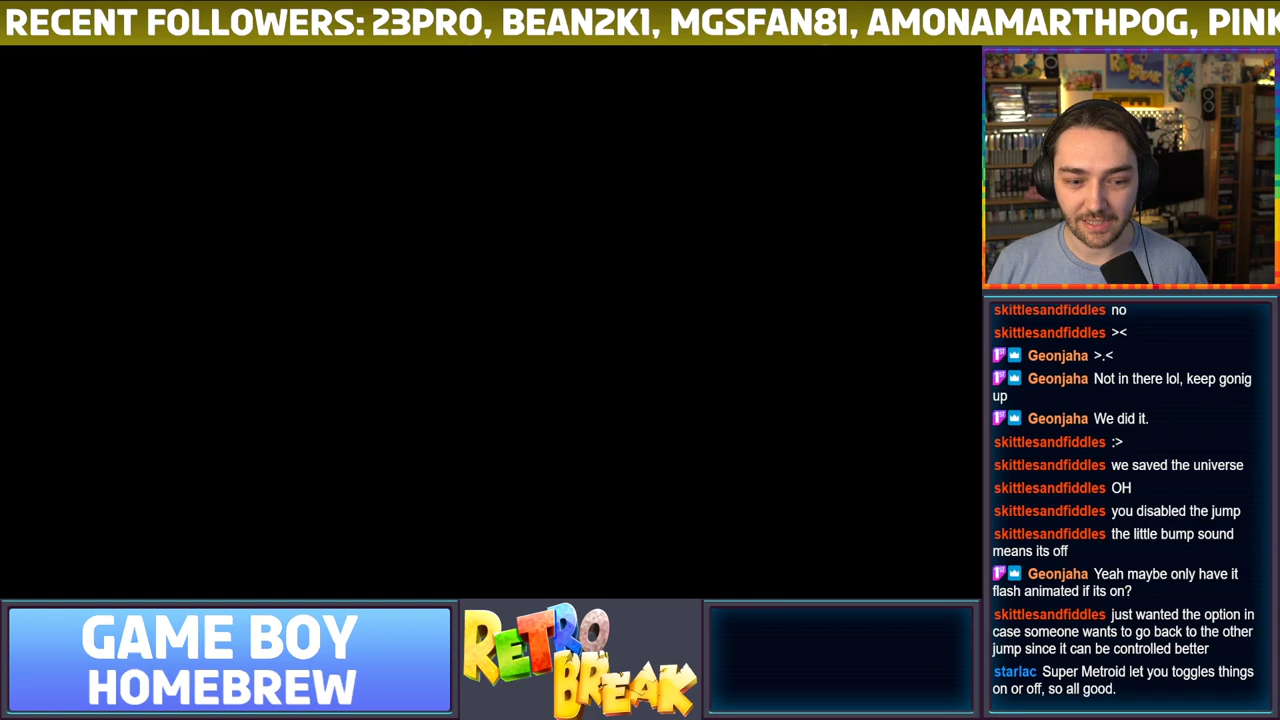 RECENT FOLLOWERS: 23PRO, BEAN2K1, MGSFAN81, AMONAMARTHPOG, PINK
skittlesandfiddles no
skittlesandfiddles ><
Geonjaha >.<
Geonjaha Not in there lol, keep gonig
up
Geonjaha We did it.
skittlesandfiddles :>
skittlesandfiddles we saved the universe
skittlesandfiddles OH
skittlesandfiddles you disabled the jump
skittlesandfiddles the little bump sound
means its off
Geonjaha Yeah maybe only have it
flash animated if its on?
skittlesandfiddles just wanted the option in
case someone wants to go back to the other
jump since it can be controlled better
starlac Super Metroid let you toggles things
on or off, so all good.
GAME BOY
HOMEBREW
RETRO
BREAK